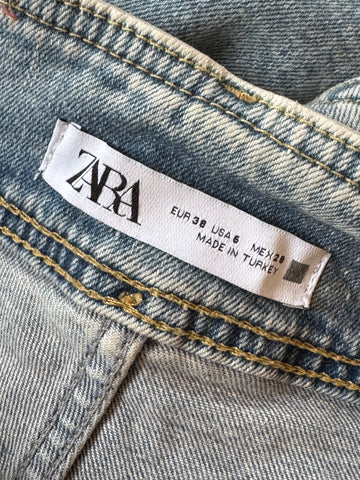 ZARA
EUR 38 USA 6 MEX 28
MADE IN TURKEY